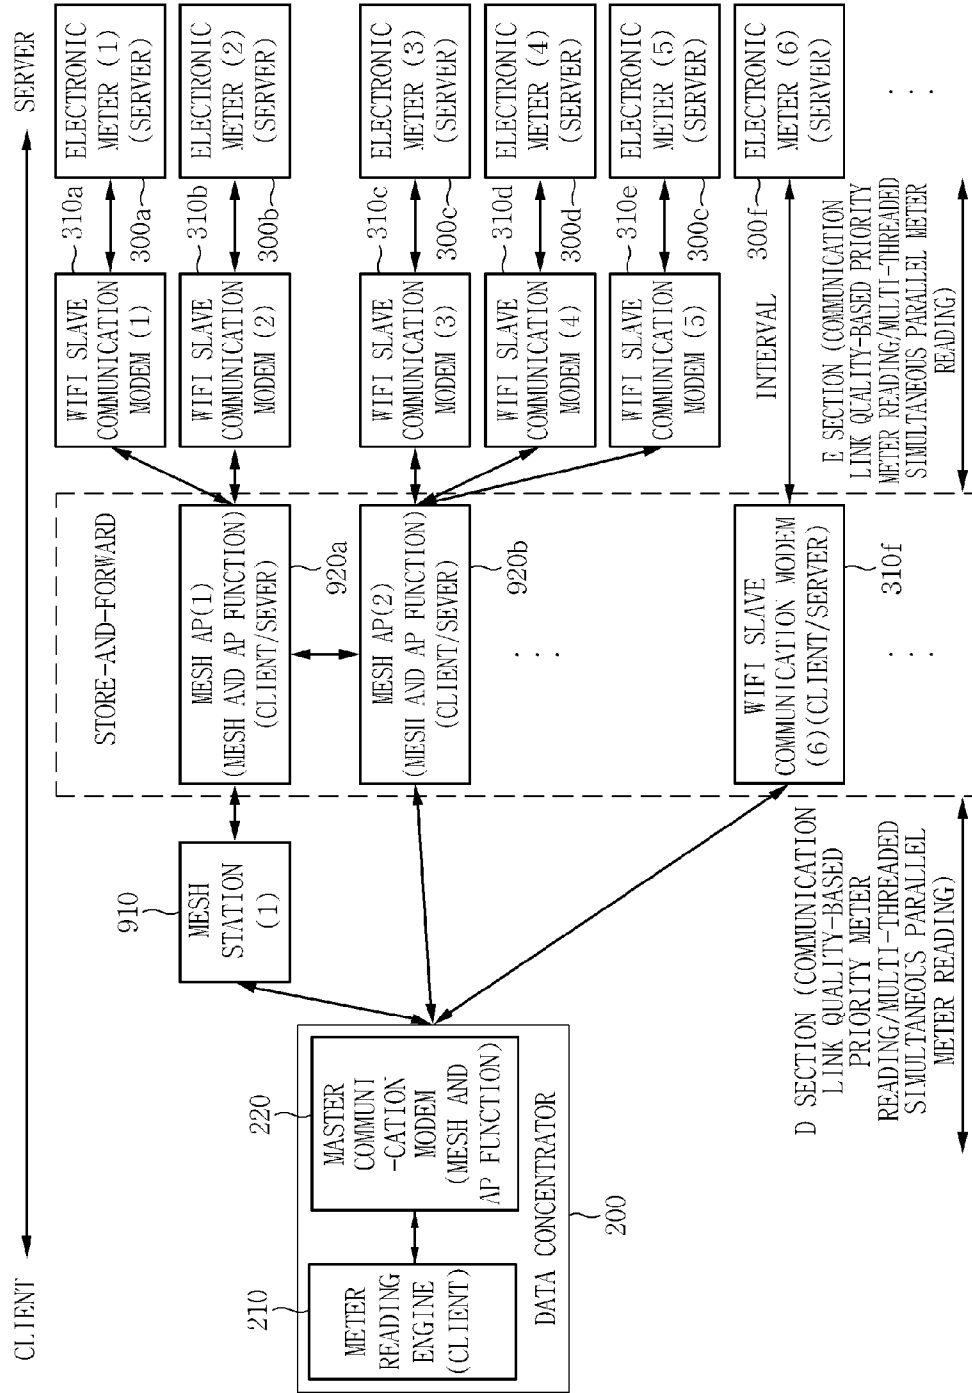 CLIENT
SERVER
METER
READING
ENGINE
(CLIENT)
210
MASTER
COMMUNI
-CATION
MODEM
(MESH AND
AP FUNCTION)
220
DATA CONCENTRATOR
200
MESH
STATION
(1)
910
STORE-AND-FORWARD
MESH AP(1)
(MESH AND AP FUNCTION)
(CLIENT/SEVER)
920a
MESH AP(2)
(MESH AND AP FUNCTION)
(CLIENT/SEVER)
920b
. . .
WIFI SLAVE
COMMUNICATION MODEM
(6)(CLIENT/SERVER)
310f
. . .
WIFI SLAVE
COMMUNICATION
MODEM (1)
310a
WIFI SLAVE
COMMUNICATION
MODEM (2)
310b
WIFI SLAVE
COMMUNICATION
MODEM (3)
310c
WIFI SLAVE
COMMUNICATION
MODEM (4)
310d
WIFI SLAVE
COMMUNICATION
MODEM (5)
310e
INTERVAL
ELECTRONIC
METER (1)
(SERVER)
300a
ELECTRONIC
METER (2)
(SERVER)
300b
ELECTRONIC
METER (3)
(SERVER)
300c
ELECTRONIC
METER (4)
(SERVER)
300d
ELECTRONIC
METER (5)
(SERVER)
300c
ELECTRONIC
METER (6)
(SERVER)
300f
. . .
D SECTION (COMMUNICATION
LINK QUALITY-BASED
PRIORITY METER
READING/MULTI-THREADED
SIMULTANEOUS PARALLEL
METER READING)
E SECTION (COMMUNICATION
LINK QUALITY-BASED PRIORITY
METER READING/MULTI-THREADED
SIMULTANEOUS PARALLEL METER
READING)